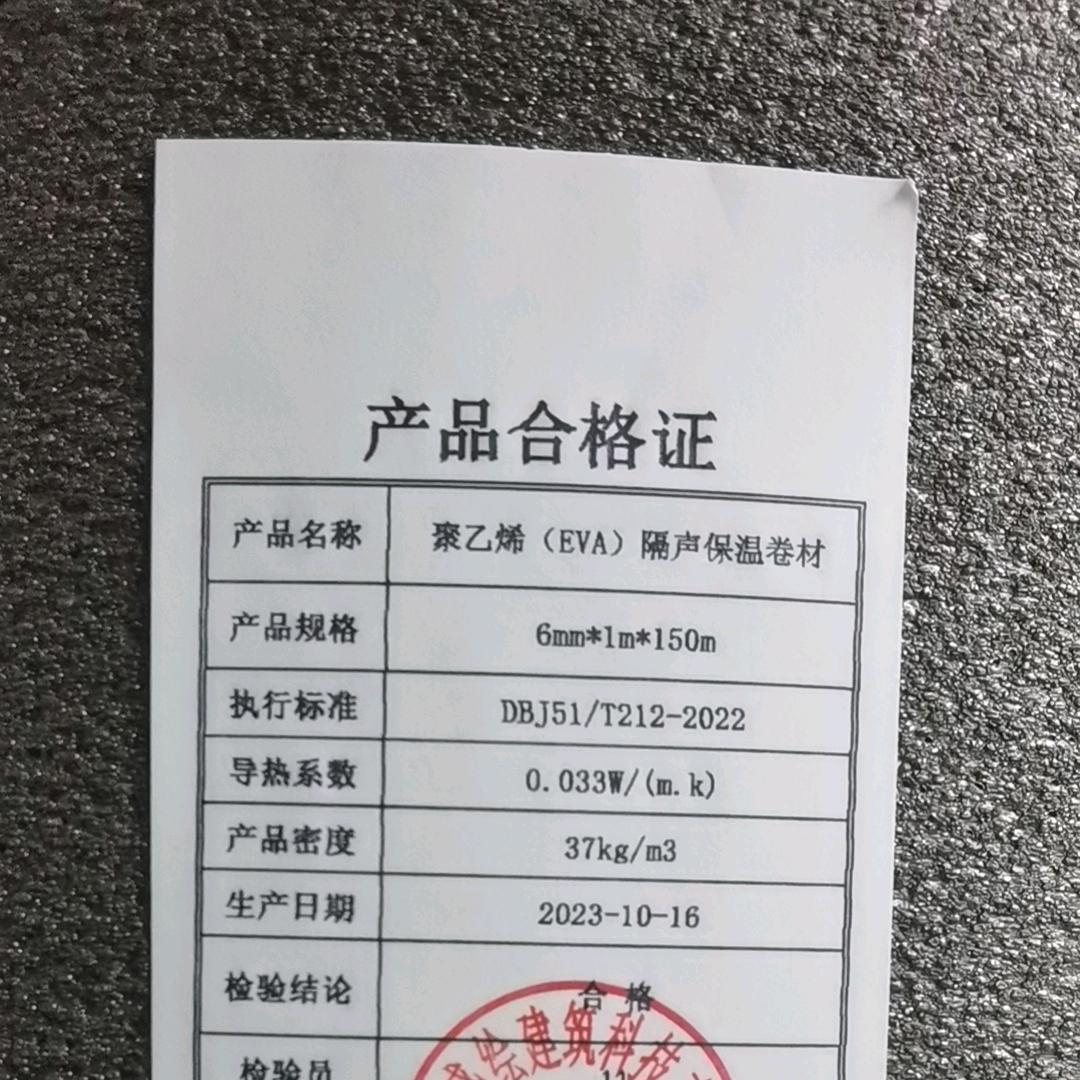 产品合格证
产品名称 聚乙烯（EVA）隔声保温卷材
产品规格 6mm*1m*150m
执行标准 DBJ51/T212-2022
导热系数 0.033W/(m.k)
产品密度 37kg/m3
生产日期 2023-10-16
检验结论 合格
建筑科技
检验员